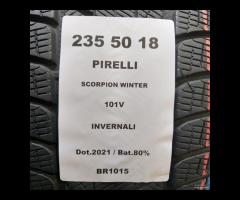 235 50 18
PIRELLI
SCORPION WINTER
101V
INVERNALI
Dot.2021 / Bat.80%
BR1015